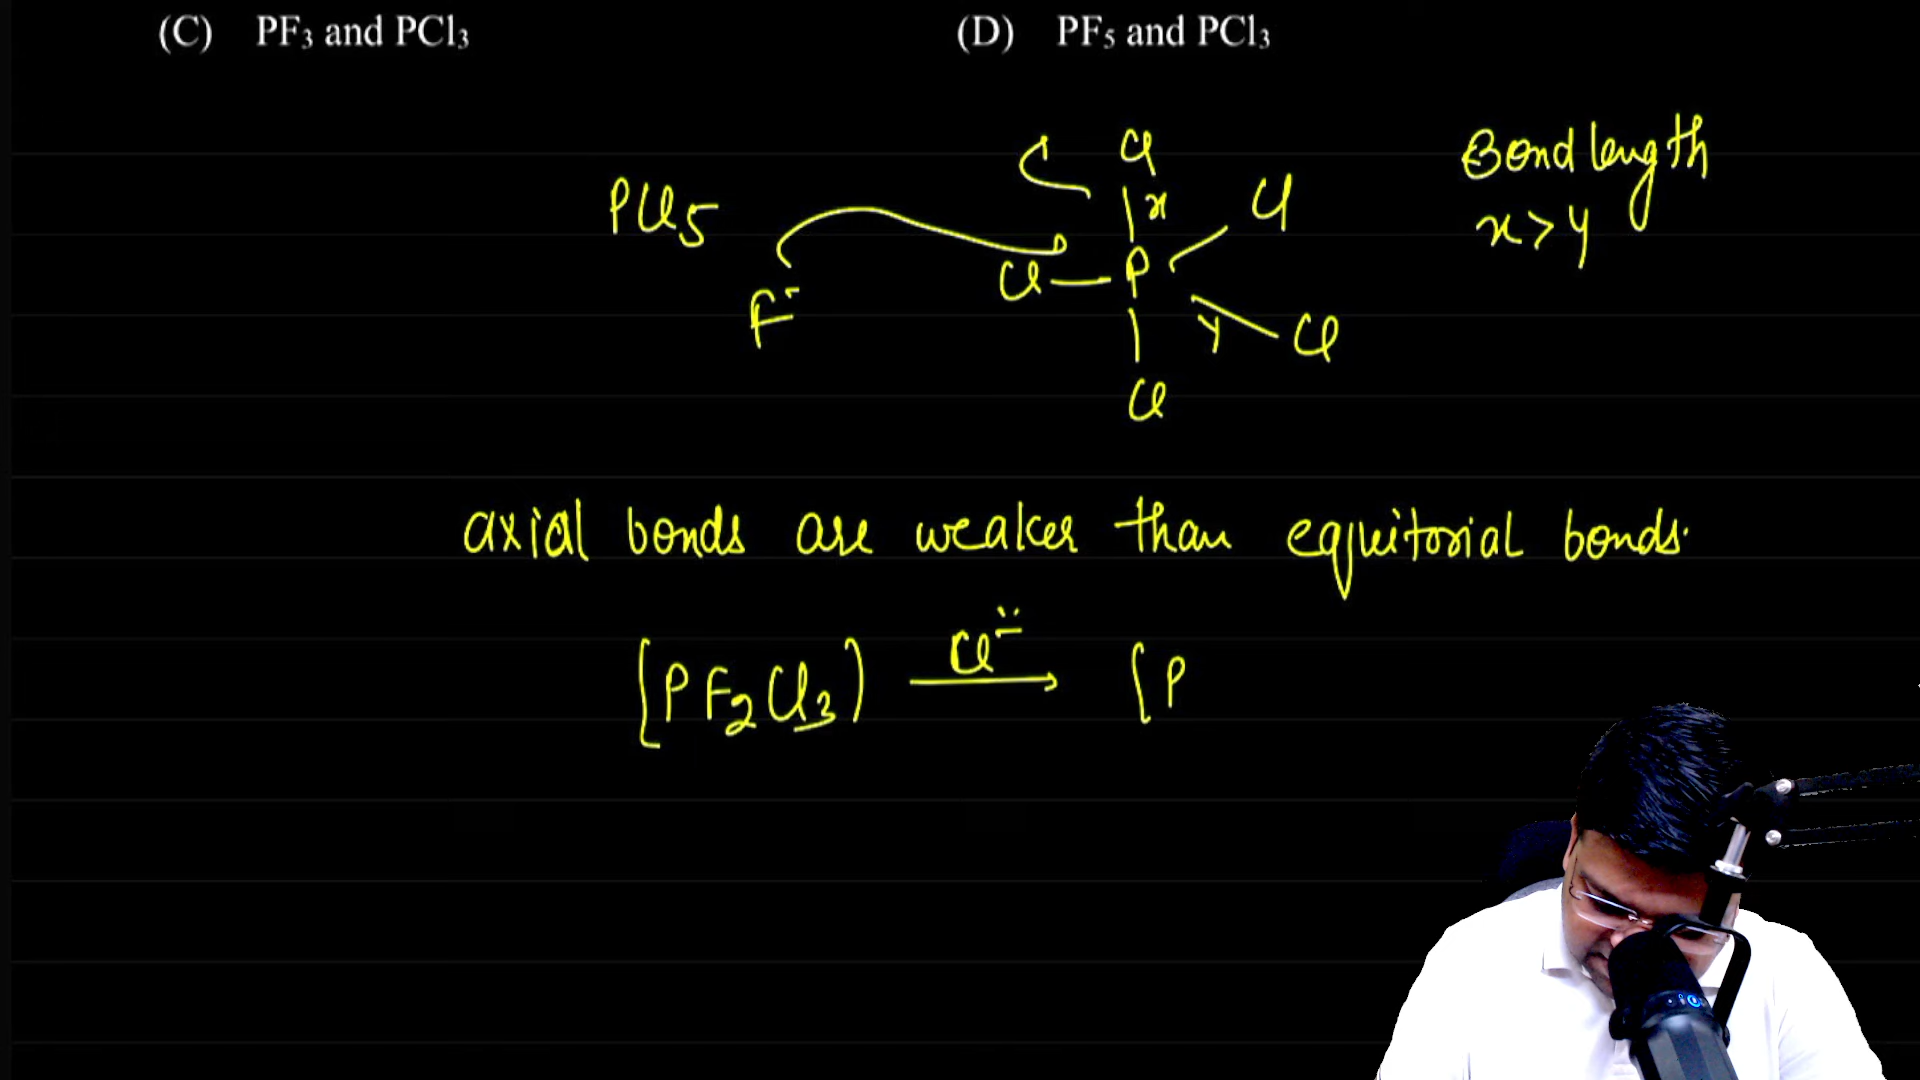 (C) PF₃ and PCl₃
(D) PF₅ and PCl₃
Cl
Bond length
PCl₅
x
Cl
x > y
Cl — P
F⁻
y
Cl
Cl
axial bonds are weaker than equitorial bonds.
[PF₂Cl₃] Cl⁻ → [P